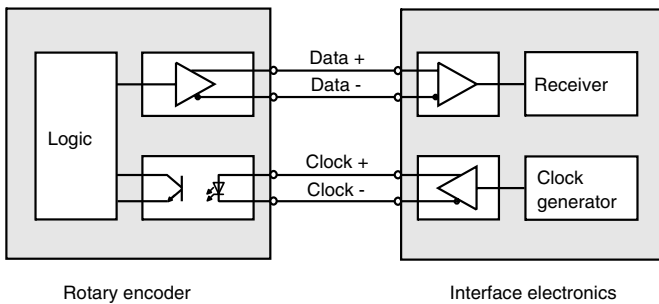 Data +
Data -
Receiver
Logic
Clock +
Clock -
Clock
generator
Rotary encoder
Interface electronics